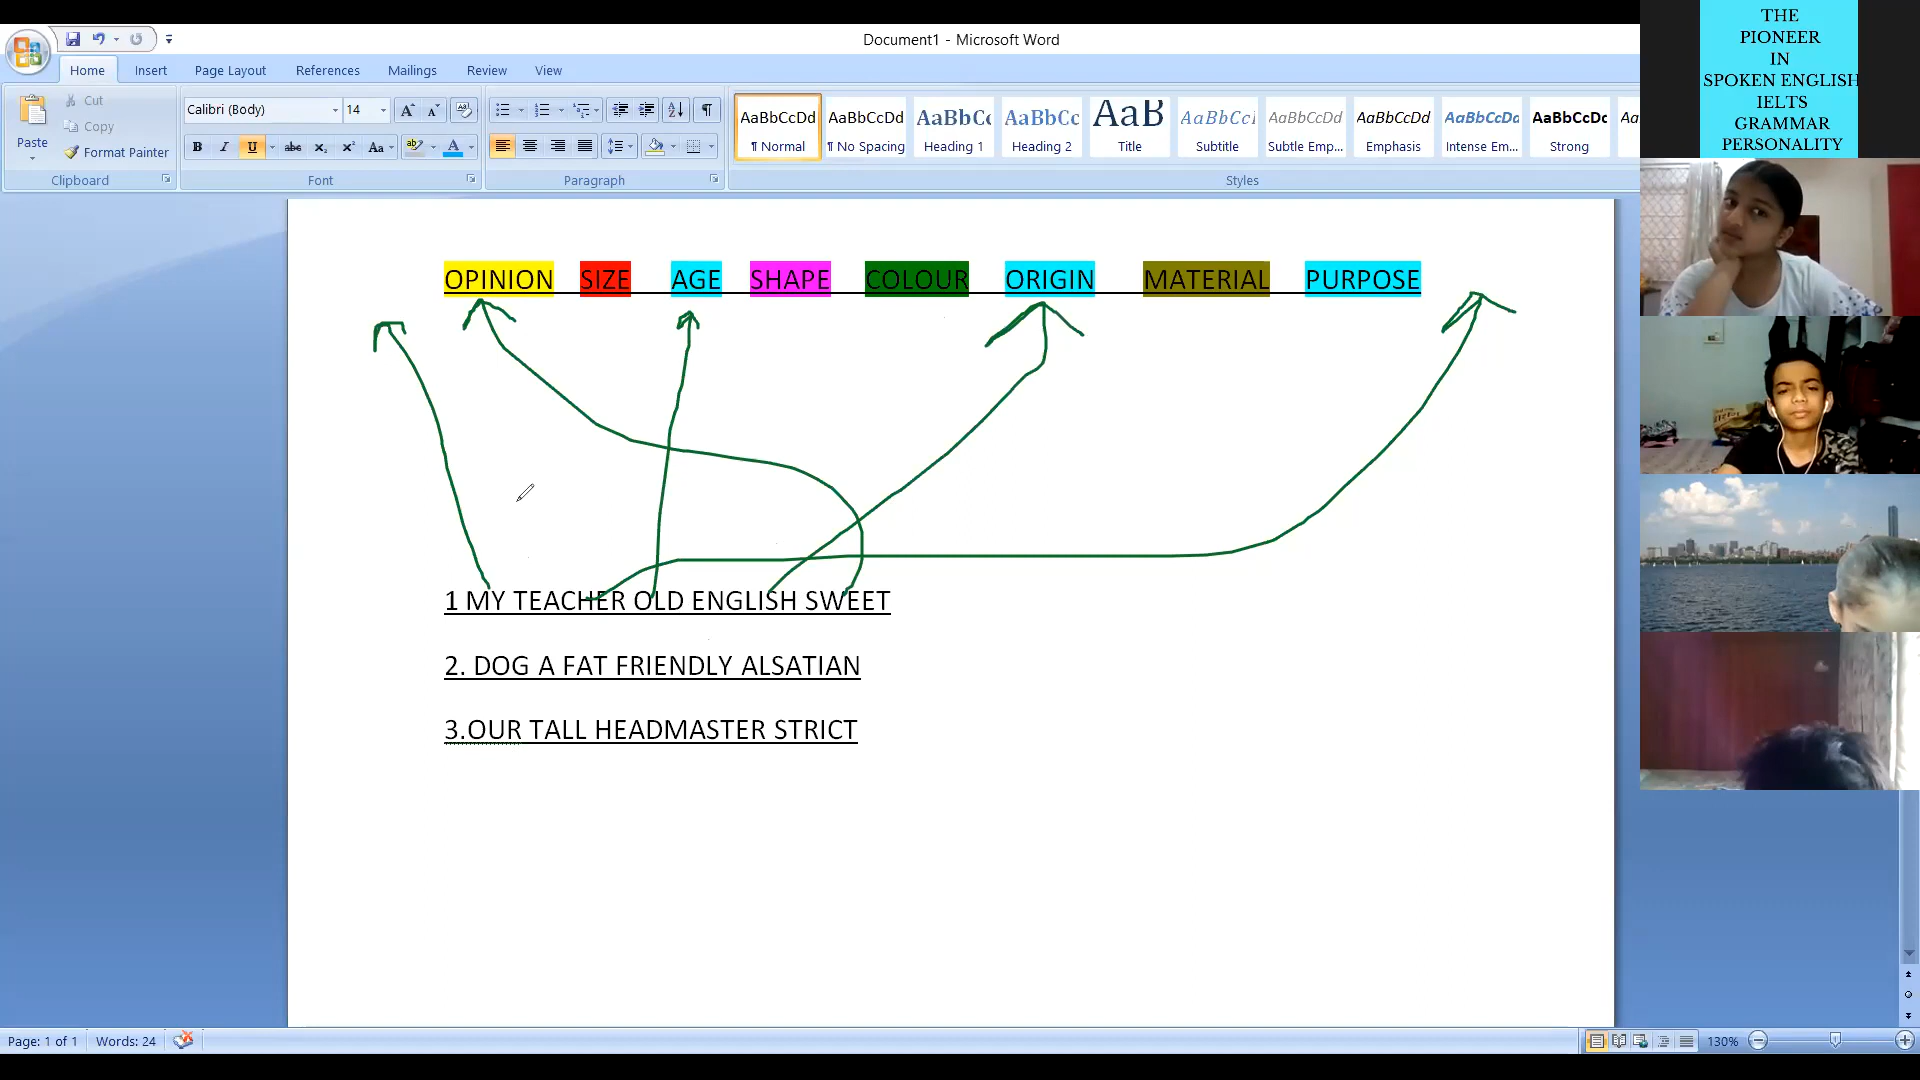 Document1 - Microsoft Word
Home Insert Page Layout References Mailings Review View
Cut
Copy
Paste
Format Painter
Clipboard
Calibri (Body) 14
Font
Paragraph
AaBbCcDd AaBbCcDd AaBbCc AaBbCc AaB AaBbCcI AaBbCcDd AaBbCcDd AaBbCcDc AaBbCcDc
¶ Normal ¶ No Spacing Heading 1 Heading 2 Title Subtitle Subtle Emp... Emphasis Intense Em... Strong
Styles
OPINION SIZE AGE SHAPE COLOUR ORIGIN MATERIAL PURPOSE
1 MY TEACHER OLD ENGLISH SWEET
2. DOG A FAT FRIENDLY ALSATIAN
3.OUR TALL HEADMASTER STRICT
Page: 1 of 1 Words: 24
130%
THE
PIONEER
IN
SPOKEN ENGLISH
IELTS
GRAMMAR
PERSONALITY